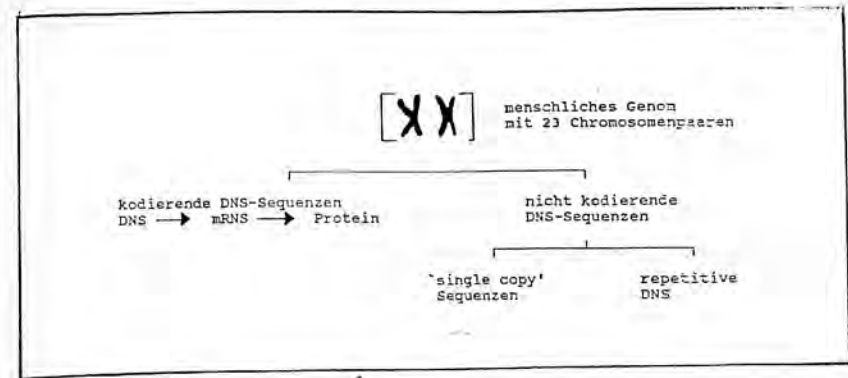 menschliches Genom
mit 23 Chromosomenpaaren
kodierende DNS-Sequenzen
DNS → mRNS → Protein
nicht kodierende
DNS-Sequenzen
`single copy'
Sequenzen
repetitive
DNS